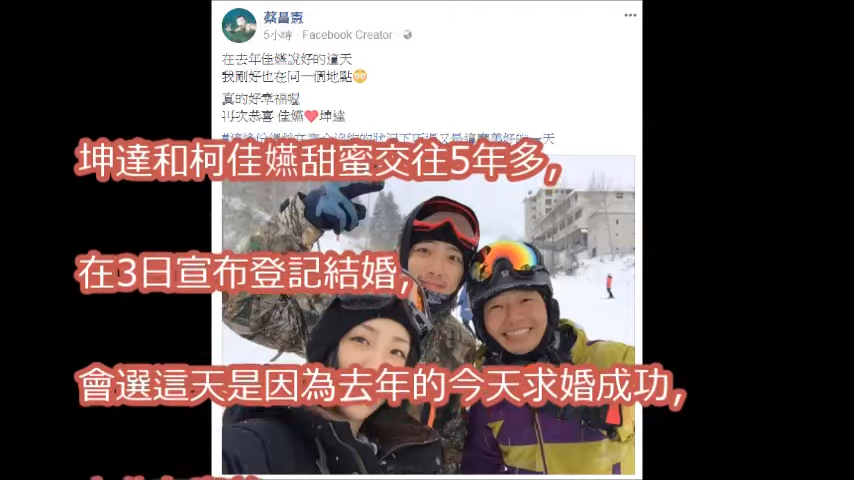 蔡昌憲
5小時 · Facebook Creator ·
在去年佳嬿說好的這天
我剛好也在同一個地點
真的好幸福喔
再次恭喜 佳嬿❤坤達
坤達和柯佳嬿甜蜜交往5年多,
在3日宣布登記結婚,
會選這天是因為去年的今天求婚成功,